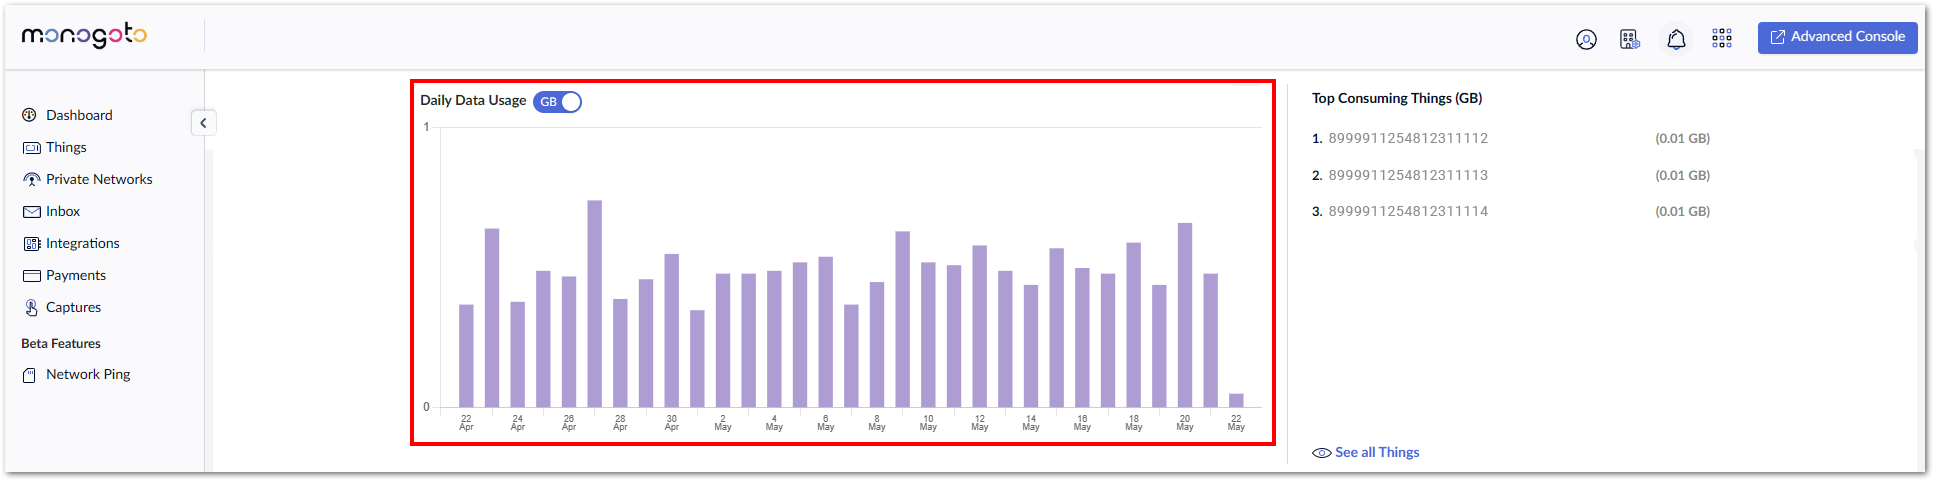 monogoto
Advanced Console
Dashboard
Things
Private Networks
Inbox
Integrations
Payments
Captures
Beta Features
Network Ping
Daily Data Usage GB
1
0
22 Apr 24 Apr 26 Apr 28 Apr 30 Apr 2 May 4 May 6 May 8 May 10 May 12 May 14 May 16 May 18 May 20 May 22 May
Top Consuming Things (GB)
1. 8999911254812311112 (0.01 GB)
2. 8999911254812311113 (0.01 GB)
3. 8999911254812311114 (0.01 GB)
See all Things